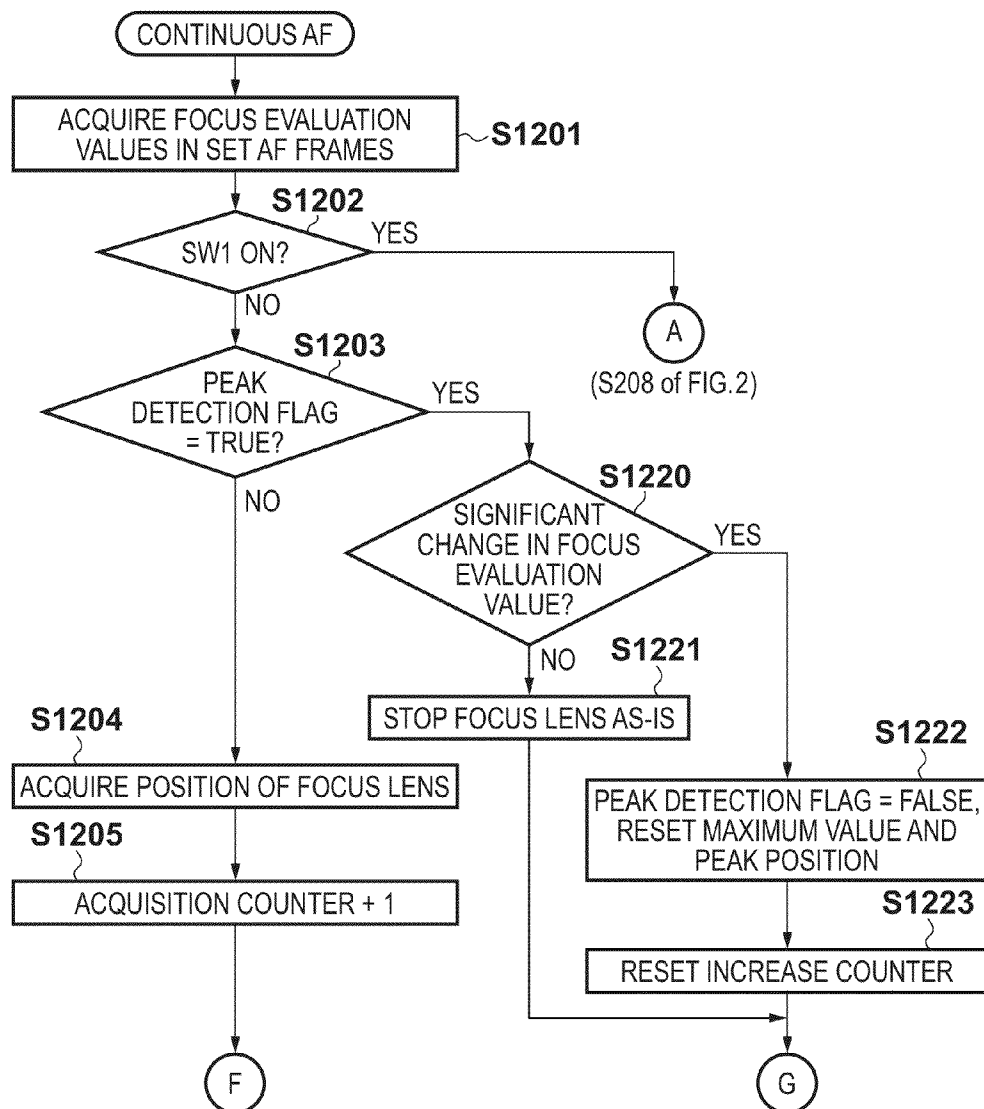 CONTINUOUS AF
ACQUIRE FOCUS EVALUATION
VALUES IN SET AF FRAMES
S1201
S1202
SW1 ON?
YES
NO
A
(S208 of FIG.2)
S1203
PEAK
DETECTION FLAG
= TRUE?
YES
NO
S1220
SIGNIFICANT
CHANGE IN FOCUS
EVALUATION
VALUE?
YES
NO
S1221
STOP FOCUS LENS AS-IS
S1204
ACQUIRE POSITION OF FOCUS LENS
S1205
ACQUISITION COUNTER + 1
S1222
PEAK DETECTION FLAG = FALSE,
RESET MAXIMUM VALUE AND
PEAK POSITION
S1223
RESET INCREASE COUNTER
F
G